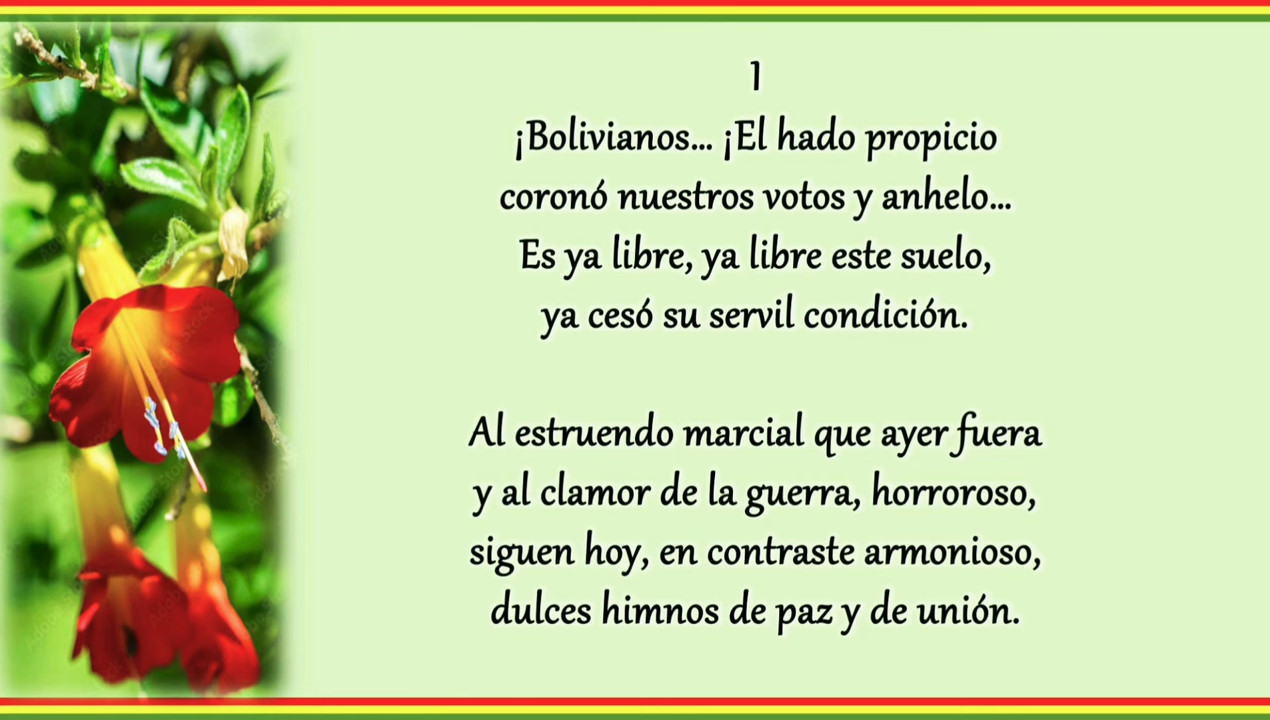 I
¡Bolivianos... ¡El hado propicio
coronó nuestros votos y anhelo...
Es ya libre, ya libre este suelo,
ya cesó su servil condición.
Al estruendo marcial que ayer fuera
y al clamor de la guerra, horroroso,
siguen hoy, en contraste armonioso,
dulces himnos de paz y de unión.